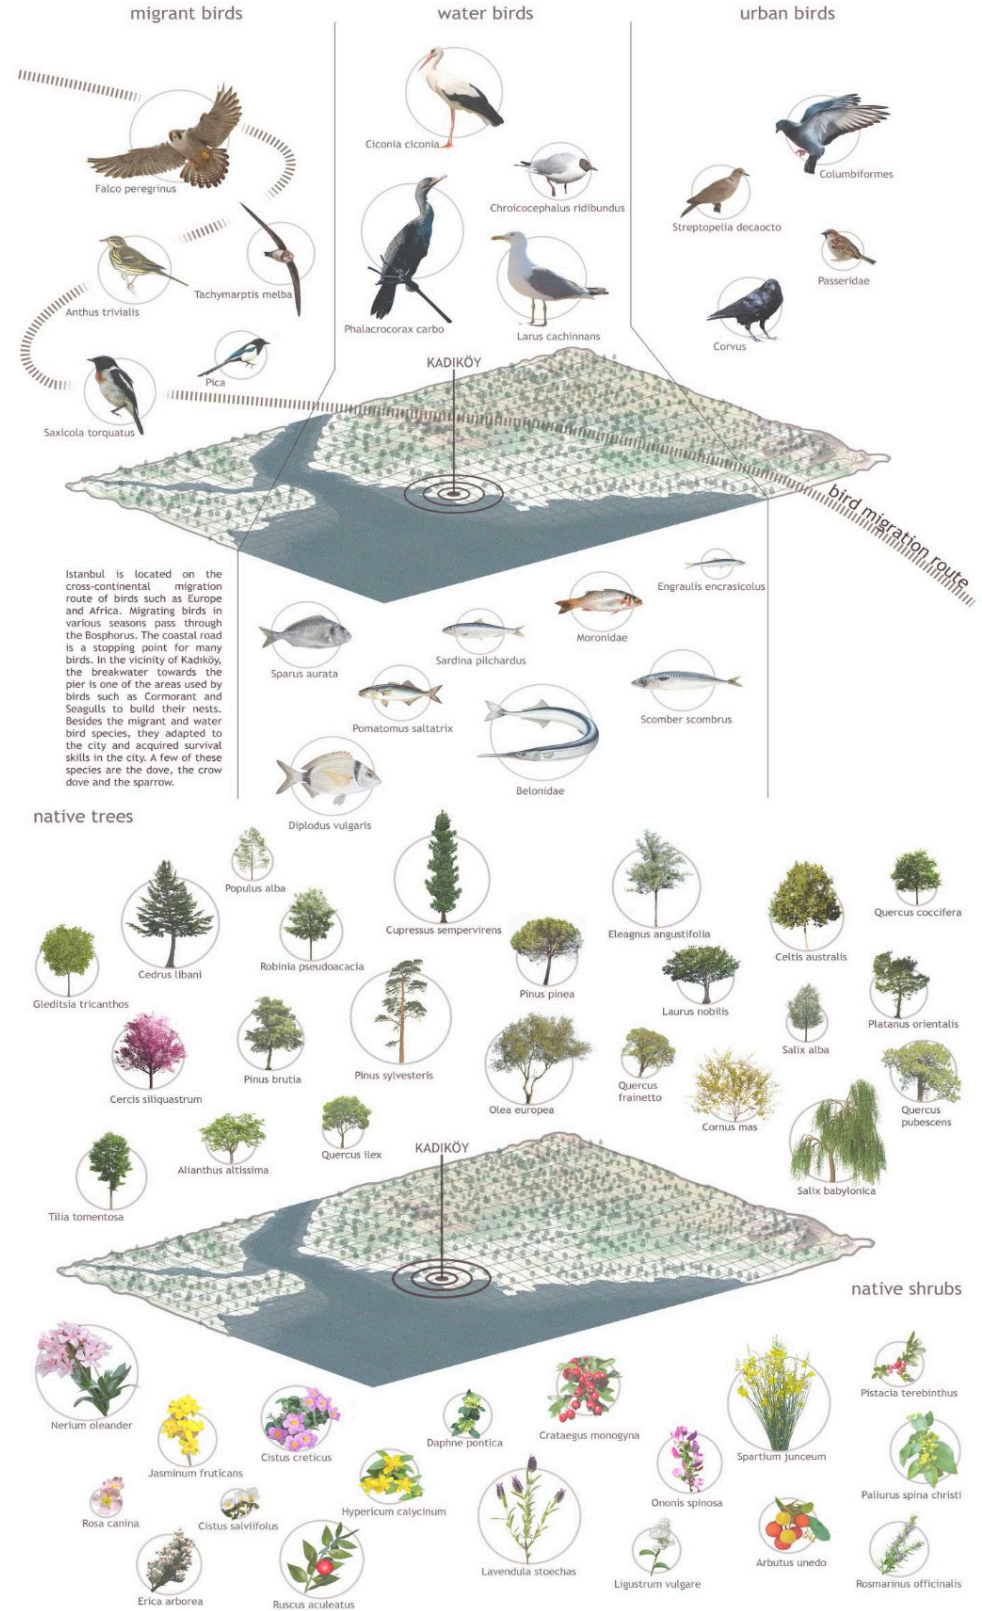 migrant birds
water birds
urban birds
Falco peregrinus
Anthus trivialis
Tachymarptis melba
Pica
Saxicola torquatus
Ciconia ciconia
Chroicocephalus ridibundus
Phalacrocorax carbo
Larus cachinnans
Columbiformes
Streptopelia decaocto
Passeridae
Corvus
KADIKÖY
bird migration route
Istanbul is located on the
cross-continental migration
route of birds such as Europe
and Africa. Migrating birds in
various seasons pass through
the Bosphorus. The coastal road
is a stopping point for many
birds. In the vicinity of Kadıköy,
the breakwater towards the
pier is one of the areas used by
birds such as Cormorant and
Seagulls to build their nests.
Besides the migrant and water
bird species, they adapted to
the city and acquired survival
skills in the city. A few of these
species are the dove, the crow
dove and the sparrow.
Engraulis encrasicolus
Moronidae
Sardina pilchardus
Sparus aurata
Scomber scombrus
Pomatomus saltatrix
Belonidae
Diplodus vulgaris
native trees
Populus alba
Cedrus libani
Robinia pseudoacacia
Cupressus sempervirens
Eleagnus angustifolia
Celtis australis
Quercus coccifera
Gleditsia tricanthos
Pinus pinea
Laurus nobilis
Platanus orientalis
Salix alba
Cercis siliquastrum
Pinus brutia
Pinus sylvesteris
Olea europea
Quercus
frainetto
Cornus mas
Quercus
pubescens
Tilia tomentosa
Alianthus altissima
Quercus ilex
Salix babylonica
KADIKÖY
native shrubs
Nerium oleander
Jasminum fruticans
Cistus creticus
Daphne pontica
Crataegus monogyna
Spartium junceum
Pistacia terebinthus
Rosa canina
Cistus salviifolus
Hypericum calycinum
Ononis spinosa
Paliurus spina christi
Erica arborea
Ruscus aculeatus
Lavendula stoechas
Ligustrum vulgare
Arbutus unedo
Rosmarinus officinalis